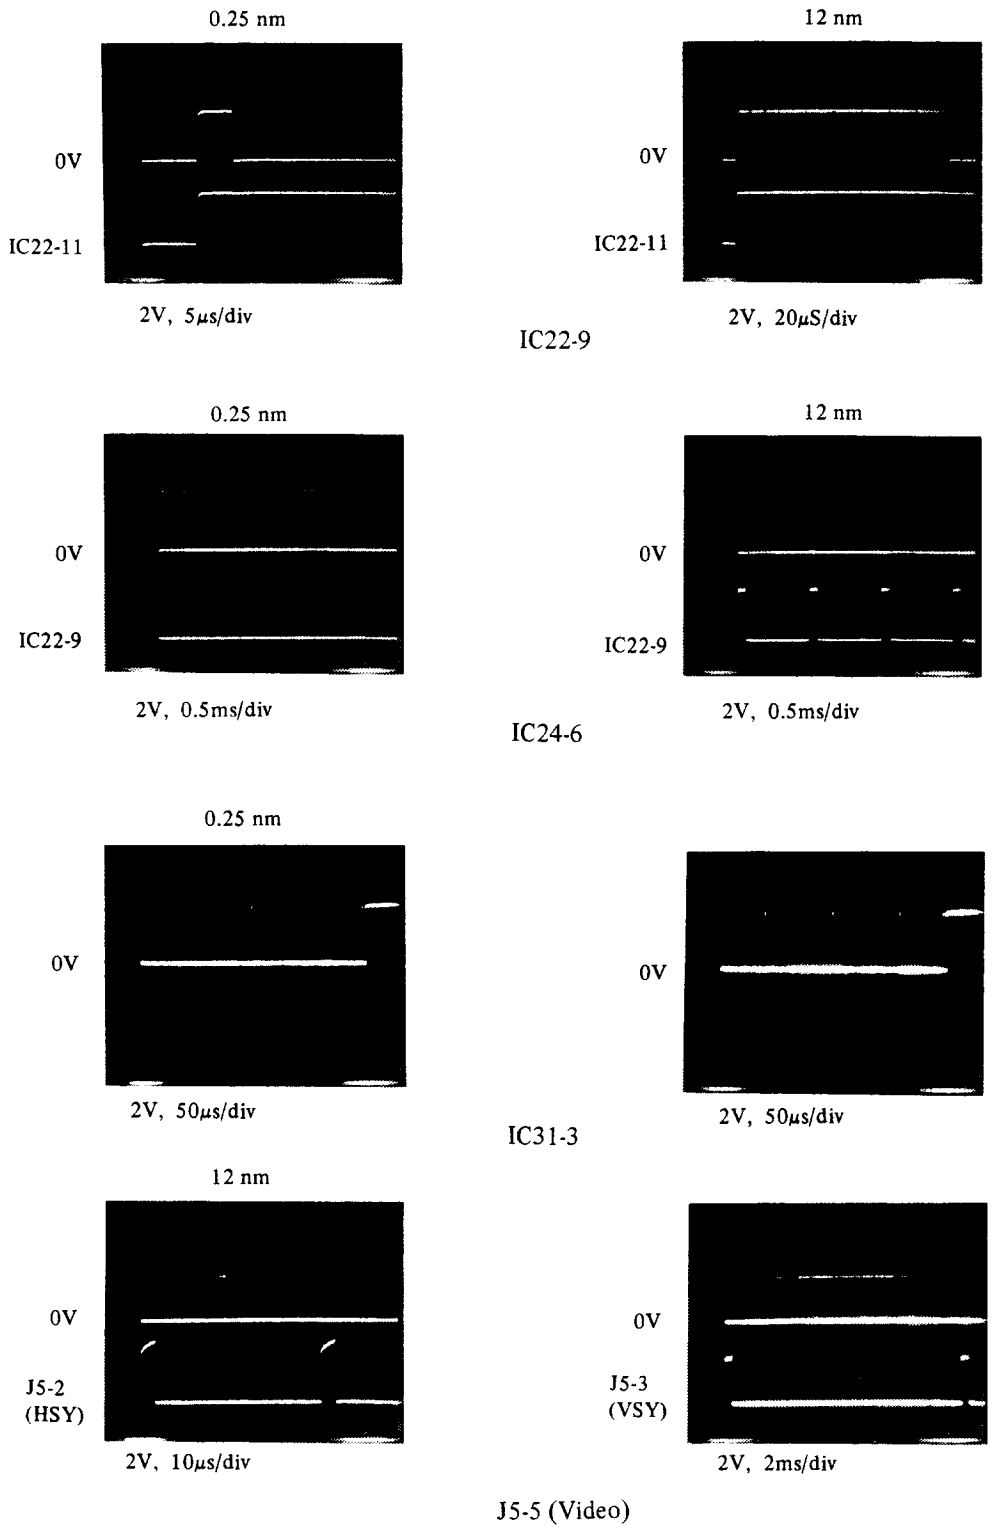 0.25 nm
12 nm
0V
0V
IC22-11
IC22-11
2V, 5μs/div
2V, 20μS/div
IC22-9
0.25 nm
12 nm
0V
0V
IC22-9
IC22-9
2V, 0.5ms/div
2V, 0.5ms/div
IC24-6
0.25 nm
0V
0V
2V, 50μs/div
2V, 50μs/div
IC31-3
12 nm
0V
0V
J5-2
(HSY)
J5-3
(VSY)
2V, 10μs/div
2V, 2ms/div
J5-5 (Video)